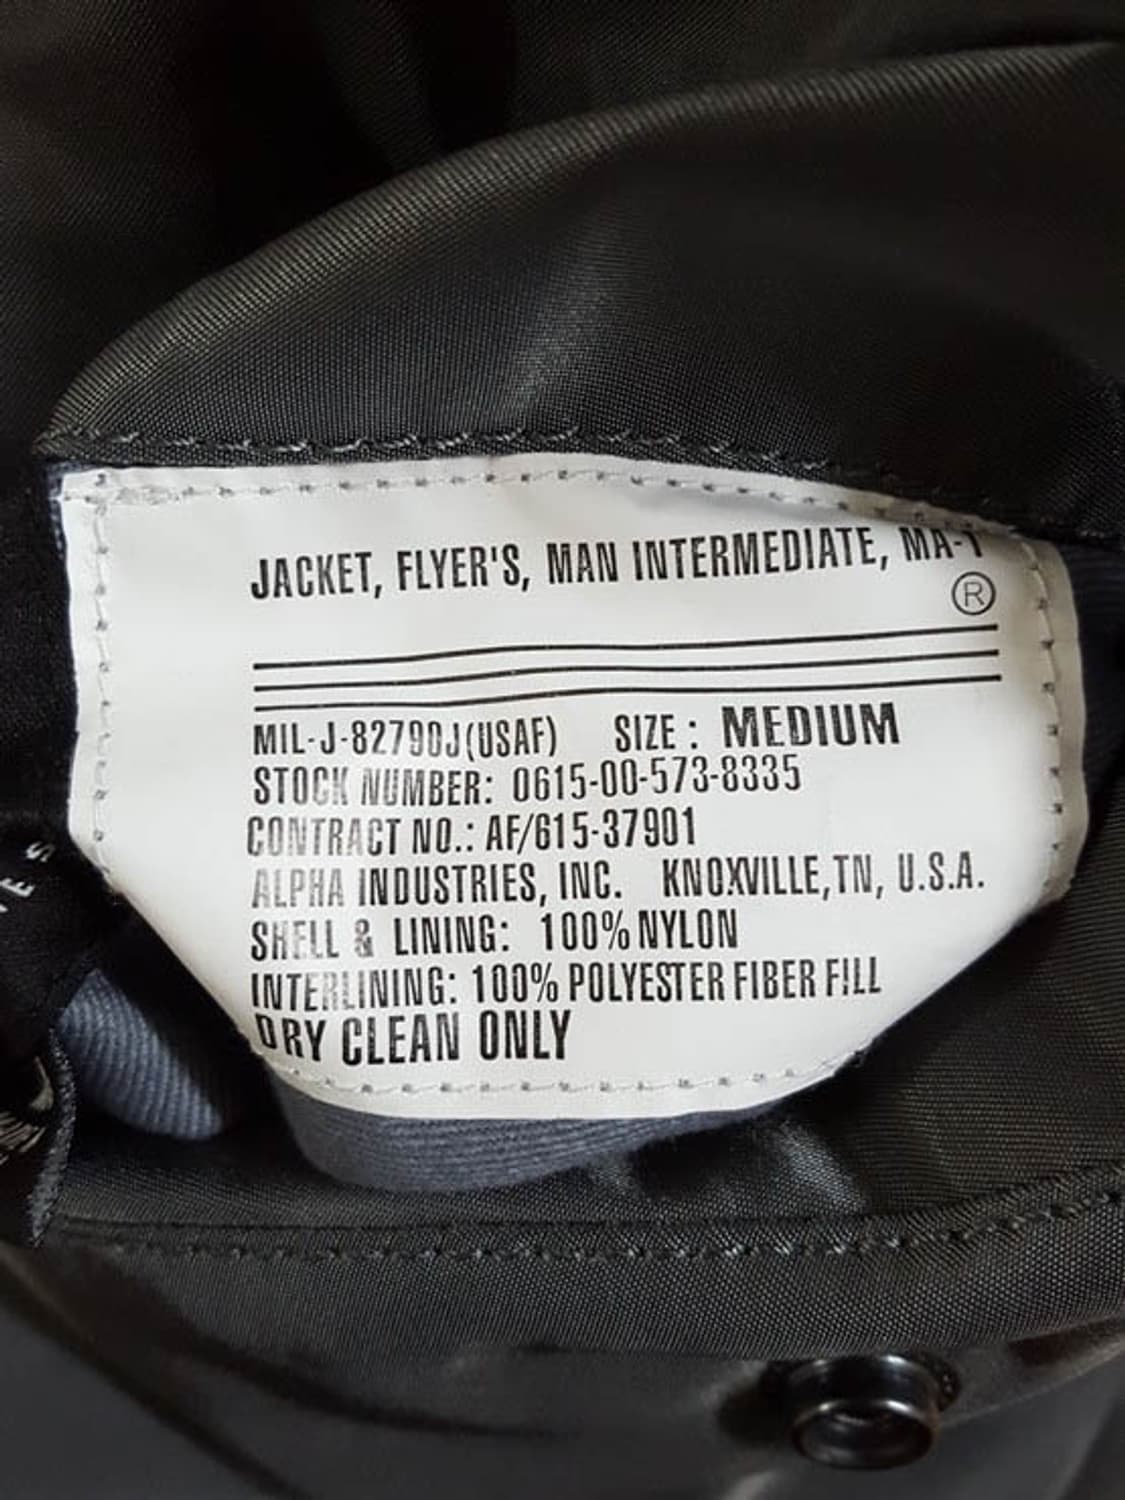 JACKET, FLYER'S, MAN INTERMEDIATE, MA-1
®
MIL-J-82790J(USAF) SIZE: MEDIUM
STOCK NUMBER: 0615-00-573-8335
CONTRACT NO.: AF/615-37901
ALPHA INDUSTRIES, INC. KNOXVILLE,TN, U.S.A.
SHELL & LINING: 100% NYLON
INTERLINING: 100% POLYESTER FIBER FILL
DRY CLEAN ONLY